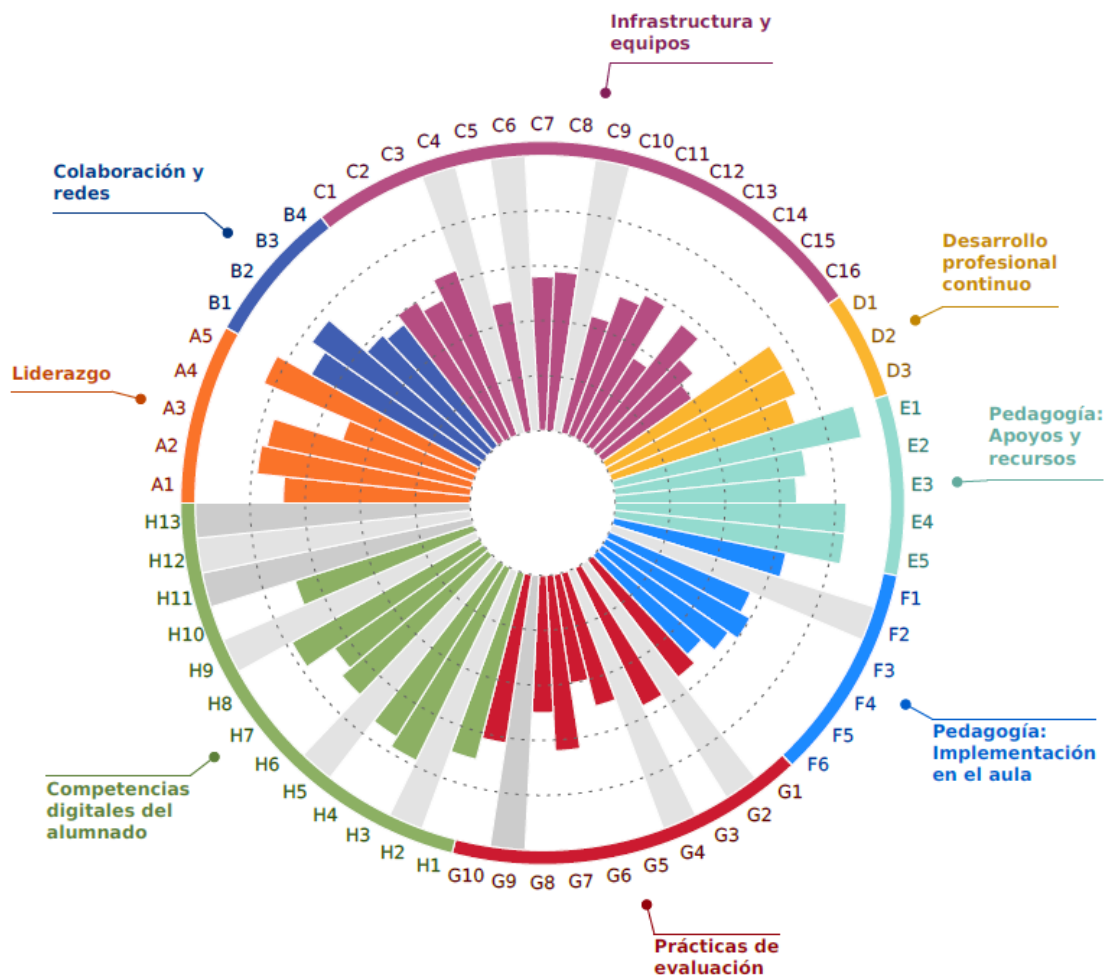 Infrastructura y
equipos
Colaboración y
redes
Desarrollo
profesional
continuo
Liderazgo
Pedagogía:
Apoyos y
recursos
Pedagogía:
Implementación
en el aula
Competencias
digitales del
alumnado
Prácticas de
evaluación
A1
A2
A3
A4
A5
B1
B2
B3
B4
C1
C2
C3
C4
C5
C6
C7
C8
C9
C10
C11
C12
C13
C14
C15
C16
D1
D2
D3
E1
E2
E3
E4
E5
F1
F2
F3
F4
F5
F6
G1
G2
G3
G4
G5
G6
G7
G8
G9
G10
H1
H2
H3
H4
H5
H6
H7
H8
H9
H10
H11
H12
H13